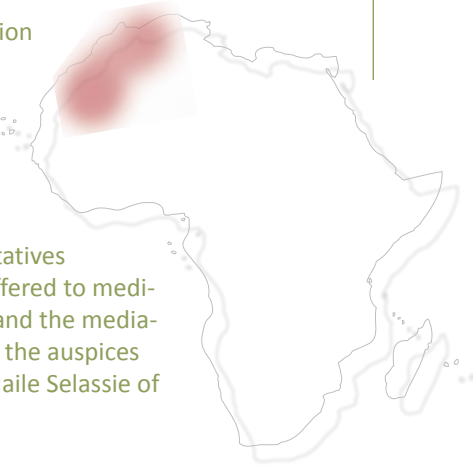 ion
tatives
ffered to medi-
and the media-
the auspices
aile Selassie of